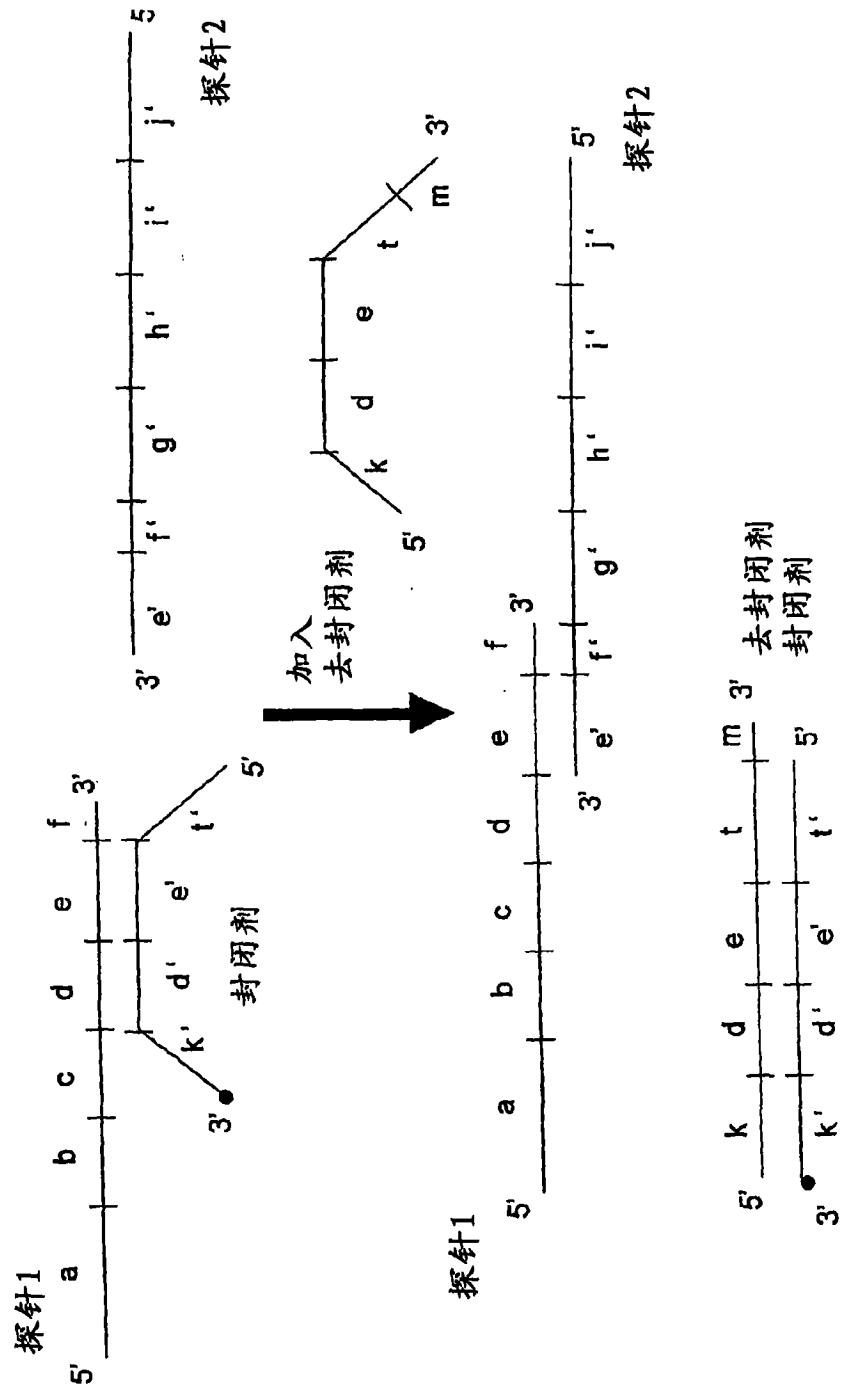 探针1
5' a b c d e f 3'
3' k' d' e' t' 5'
封闭剂
3' e' f' g' h' i' j' 5'
探针2
加入
去封闭剂
5' k d e t m 3'
探针1
5' a b c d e f 3'
3' e' f' g' h' i' j' 5'
探针2
5' k d e t m 3' 去封闭剂
3' k' d' e' t' 5' 封闭剂